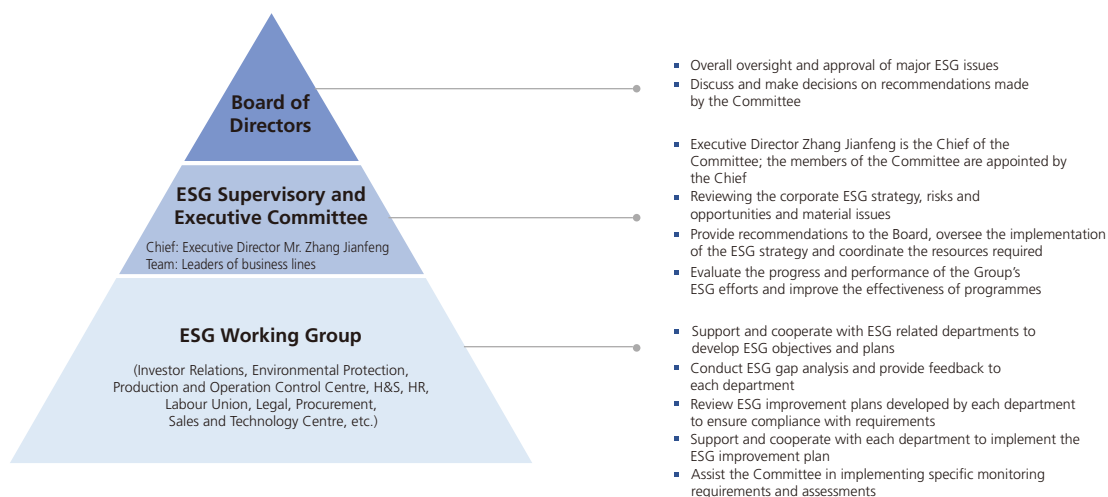 Board of
Directors
Overall oversight and approval of major ESG issues
Discuss and make decisions on recommendations made
by the Committee
ESG Supervisory and
Executive Committee
Chief: Executive Director Mr. Zhang Jianfeng
Team: Leaders of business lines
Executive Director Zhang Jianfeng is the Chief of the
Committee; the members of the Committee are appointed by
the Chief
Reviewing the corporate ESG strategy, risks and
opportunities and material issues
Provide recommendations to the Board, oversee the implementation
of the ESG strategy and coordinate the resources required
Evaluate the progress and performance of the Group's
ESG efforts and improve the effectiveness of programmes
ESG Working Group
(Investor Relations, Environmental Protection,
Production and Operation Control Centre, H&S, HR,
Labour Union, Legal, Procurement,
Sales and Technology Centre, etc.)
Support and cooperate with ESG related departments to
develop ESG objectives and plans
Conduct ESG gap analysis and provide feedback to
each department
Review ESG improvement plans developed by each department
to ensure compliance with requirements
Support and cooperate with each department to implement the
ESG improvement plan
Assist the Committee in implementing specific monitoring
requirements and assessments